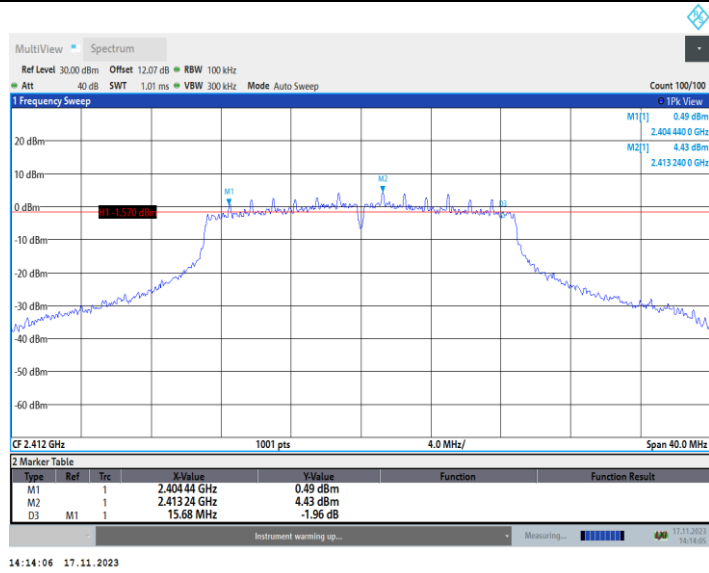 MultiView Spectrum
Ref Level 30.00 dBm Offset 12.07 dB RBW 100 kHz
Att 40 dB SWT 1.01 ms VBW 300 kHz Mode Auto Sweep Count 100/100
1 Frequency Sweep 1Pk View
M1[1] 0.49 dBm
2.404 440 0 GHz
M2[1] 4.43 dBm
2.413 240 0 GHz
20 dBm
10 dBm
M2
M1
D3
0 dBm
H1 -1.570 dBm
-10 dBm
-20 dBm
-30 dBm
-40 dBm
-60 dBm
CF 2.412 GHz 1001 pts 4.0 MHz/ Span 40.0 MHz
2 Marker Table
Type Ref Trc X-Value Y-Value Function Function Result
M1 1 2.404 44 GHz 0.49 dBm
M2 1 2.413 24 GHz 4.43 dBm
D3 M1 1 15.68 MHz -1.96 dB
Instrument warming up... Measuring... 17.11.2023
14:14:05
14:14:06 17.11.2023